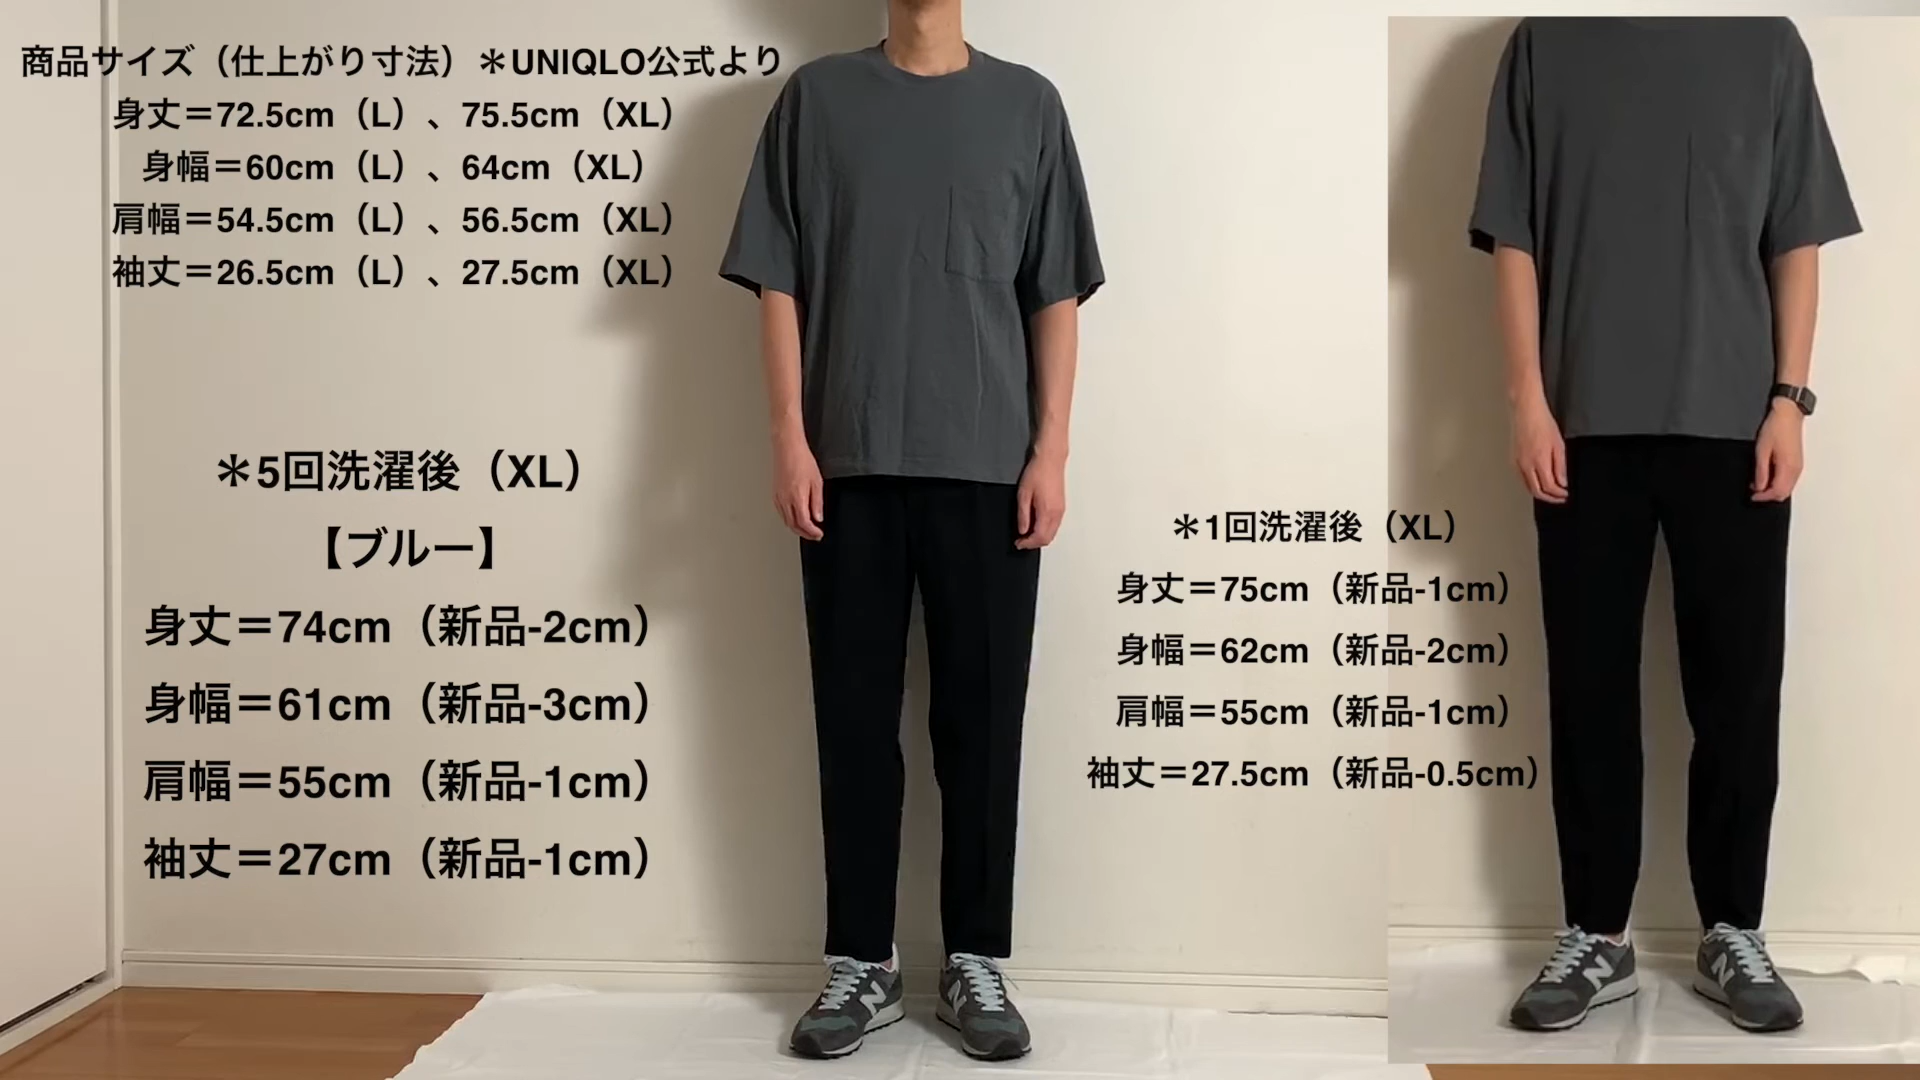 商品サイズ（仕上がり寸法）＊UNIQLO公式より
身丈＝72.5cm（L）、75.5cm（XL）
身幅＝60cm（L）、64cm（XL）
肩幅＝54.5cm（L）、56.5cm（XL）
袖丈＝26.5cm（L）、27.5cm（XL）
＊5回洗濯後（XL）
【ブルー】
身丈＝74cm（新品-2cm）
身幅＝61cm（新品-3cm）
肩幅＝55cm（新品-1cm）
袖丈＝27cm（新品-1cm）
＊1回洗濯後（XL）
身丈＝75cm（新品-1cm）
身幅＝62cm（新品-2cm）
肩幅＝55cm（新品-1cm）
袖丈＝27.5cm（新品-0.5cm）
N
N
N
N